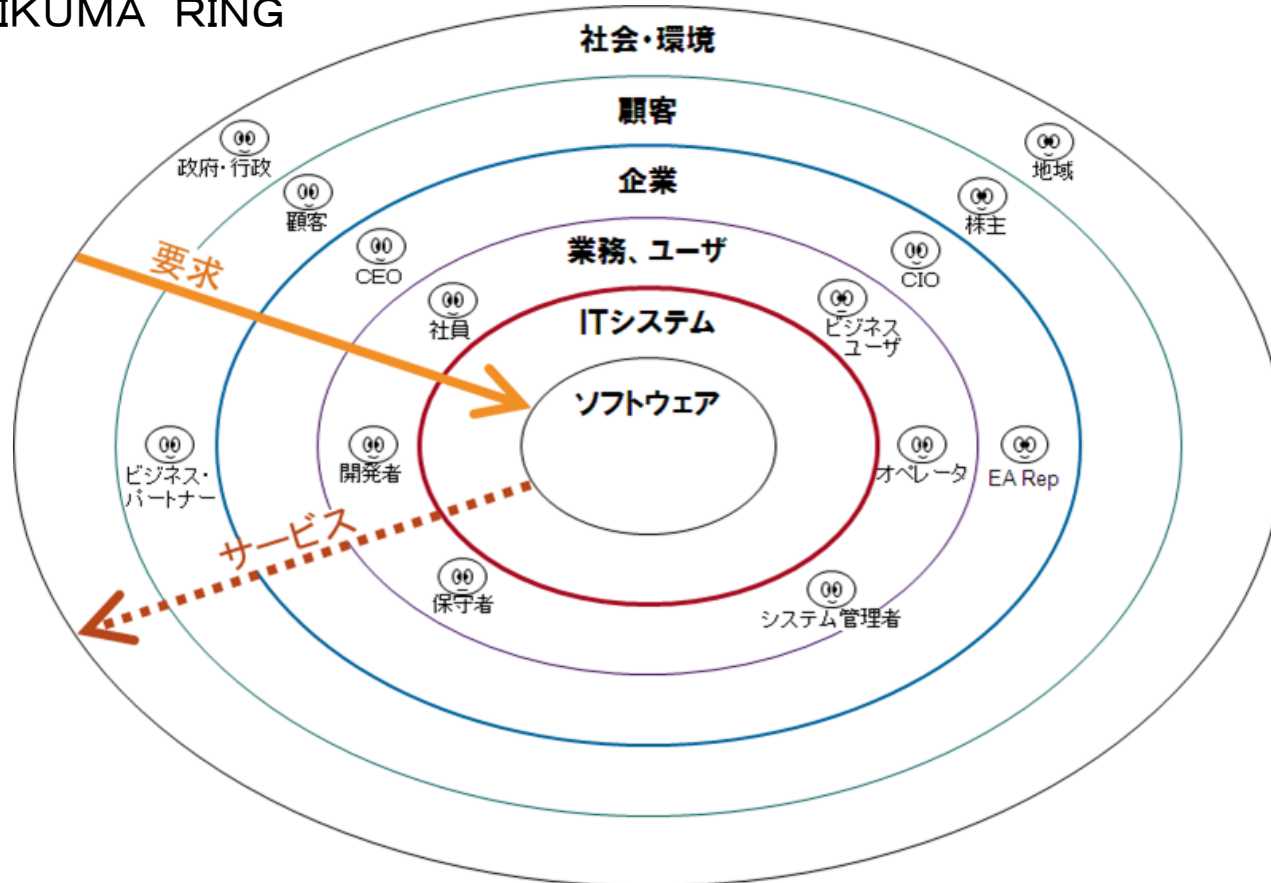 IKUMA RING
社会・環境
顧客
政府・行政
地域
企業
顧客
株主
業務、ユーザ
要求
CEO
CIO
社員
ITシステム
ビジネス
ユーザ
ソフトウェア
ビジネス・
パートナー
開発者
オペレータ
EA Rep
サービス
保守者
システム管理者